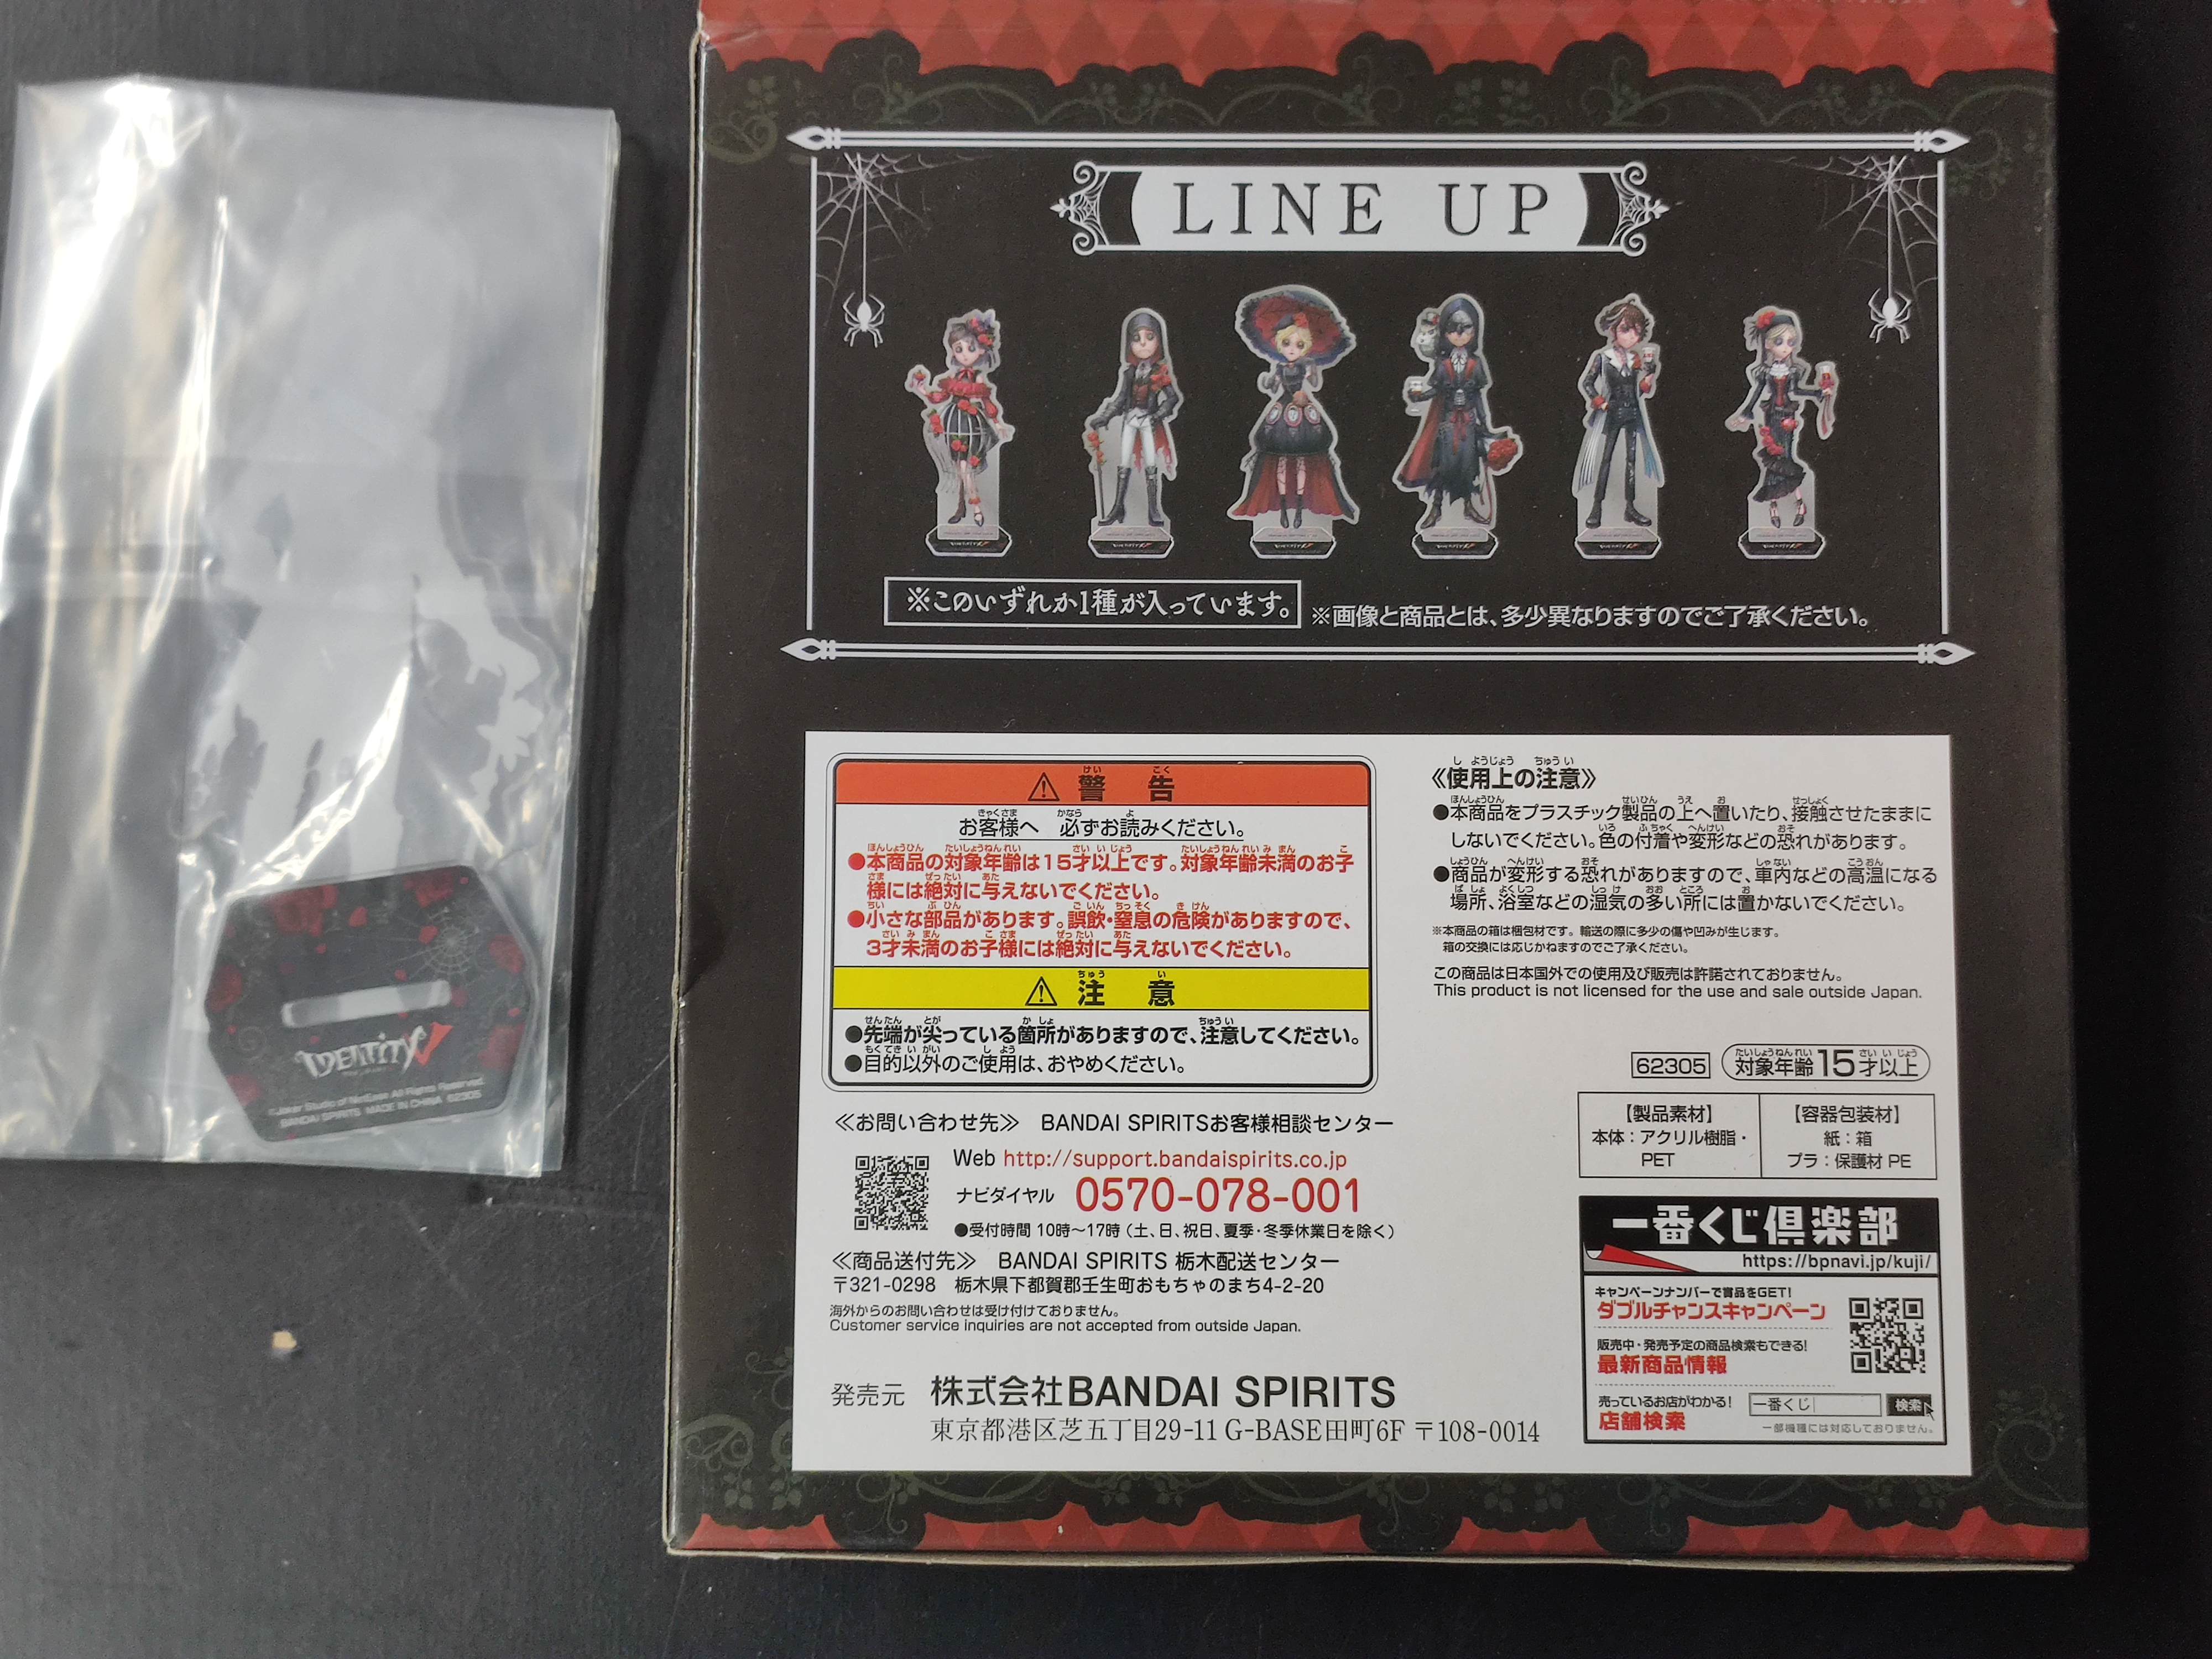 LINE UP
※このいずれか1種が入っています。
※画像と商品とは、多少異なりますのでご了承ください。
警告
お客様へ 必ずお読みください。
●本商品の対象年齢は15才以上です。対象年齢未満のお子
様には絶対に与えないでください。
●小さな部品があります。誤飲・窒息の危険がありますので、
3才未満のお子様には絶対に与えないでください。
注意
●先端が尖っている箇所がありますので、注意してください。
●目的以外のご使用は、おやめください。
≪お問い合わせ先≫ BANDAI SPIRITSお客様相談センター
Web http://support.bandaispirits.co.jp
ナビダイヤル 0570-078-001
●受付時間 10時～17時（土、日、祝日、夏季・冬季休業日を除く）
≪商品送付先≫ BANDAI SPIRITS 栃木配送センター
〒321-0298 栃木県下都賀郡壬生町おもちゃのまち4-2-20
海外からのお問い合わせは受け付けておりません。
Customer service inquiries are not accepted from outside Japan.
発売元 株式会社BANDAI SPIRITS
東京都港区芝五丁目29-11 G-BASE田町6F 〒108-0014
《使用上の注意》
●本商品をプラスチック製品の上へ置いたり、接触させたままに
しないでください。色の付着や変形などの恐れがあります。
●商品が変形する恐れがありますので、車内などの高温になる
場所、浴室などの湿気の多い所には置かないでください。
※本商品の箱は梱包材です。輸送の際に多少の傷や凹みが生じます。
箱の交換には応じかねますのでご了承ください。
この商品は日本国外での使用及び販売は許諾されておりません。
This product is not licensed for the use and sale outside Japan.
62305 対象年齢15才以上
【製品素材】
本体：アクリル樹脂・
PET
【容器包装材】
紙：箱
プラ：保護材 PE
一番くじ倶楽部
https://bpnavi.jp/kuji/
キャンペーンナンバーで賞品をGET!
ダブルチャンスキャンペーン
販売中・発売予定の商品検索もできる!
最新商品情報
売っているお店がわかる!
店舗検索
一番くじ 検索
一部機種には対応しておりません。
IDENTITY V
©Joker Studio of NetEase All Rights Reserved.
BANDAI SPIRITS MADE IN CHINA 62305